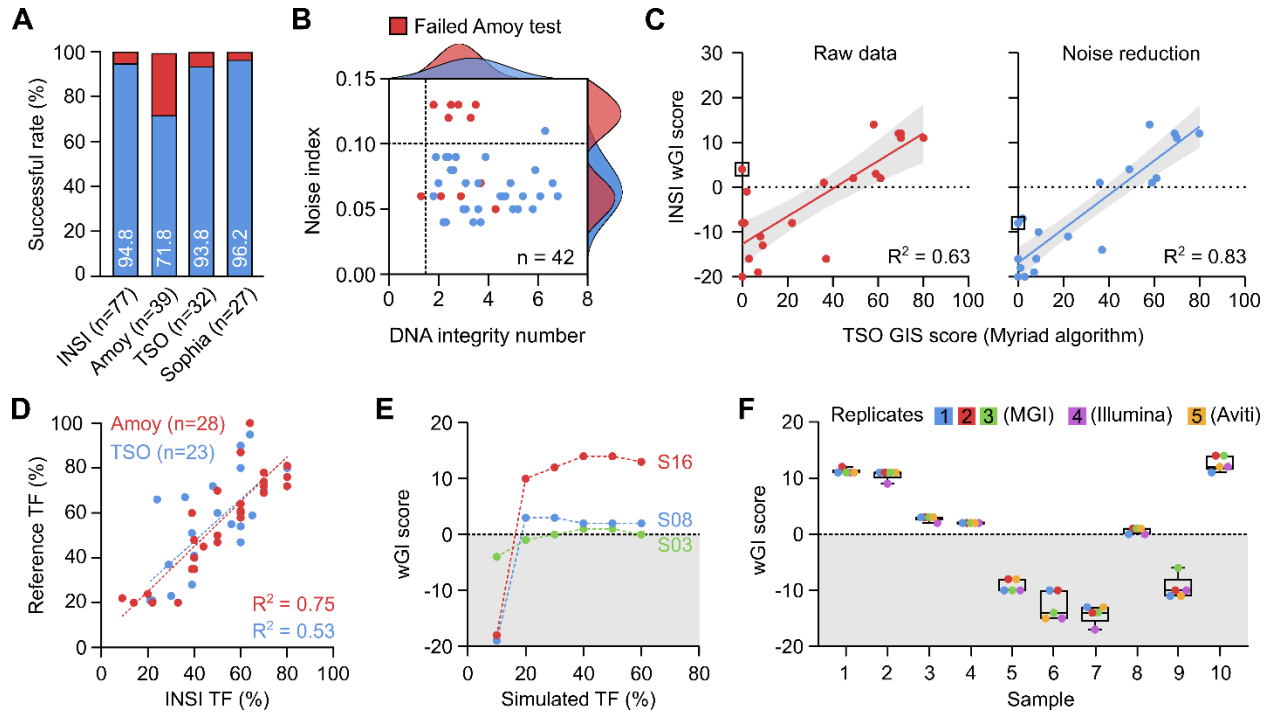 A
Successful rate (%)
100
80
60
40
20
0
94.8
71.8
93.8
96.2
INSI (n=77)
Amoy (n=39)
TSO (n=32)
Sophia (n=27)
B
Failed Amoy test
Noise index
0.15
0.10
0.05
0.00
n = 42
0 2 4 6 8
DNA integrity number
C
INSI wGI score
30
20
10
0
-10
-20
Raw data
R² = 0.63
0 20 40 60 80 100
Noise reduction
R² = 0.83
0 20 40 60 80 100
TSO GIS score (Myriad algorithm)
D
Reference TF (%)
100
80
60
40
20
0
Amoy (n=28)
TSO (n=23)
R² = 0.75
R² = 0.53
0 20 40 60 80 100
INSI TF (%)
E
wGI score
20
10
0
-10
-20
S16
S08
S03
0 20 40 60 80
Simulated TF (%)
F
Replicates 1 2 3 (MGI) 4 (Illumina) 5 (Aviti)
wGI score
20
10
0
-10
-20
1 2 3 4 5 6 7 8 9 10
Sample